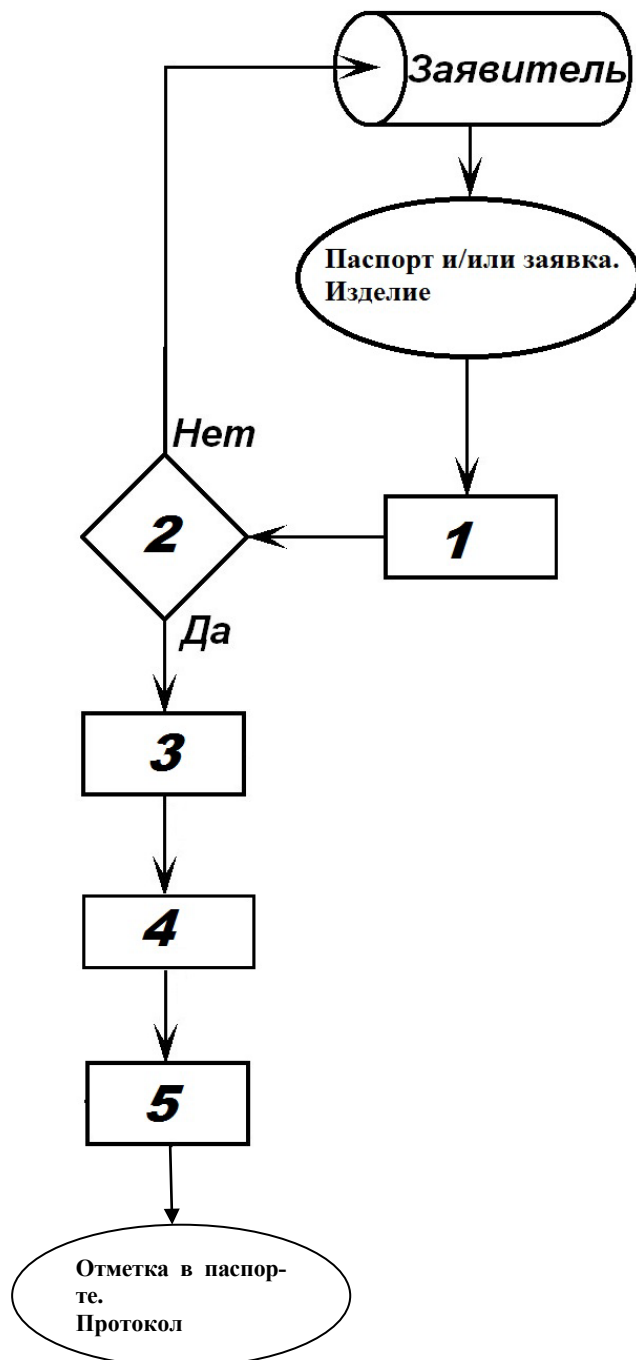 Заявитель
Паспорт и/или заявка.
Изделие
Нет
2
1
Да
3
4
5
Отметка в паспор-
те.
Протокол